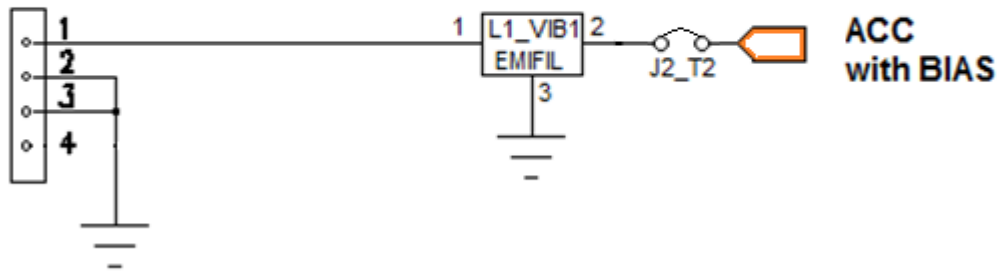 1
2
3
4
1 L1_VIB1 2
EMIFIL
3
J2_T2
ACC
with BIAS